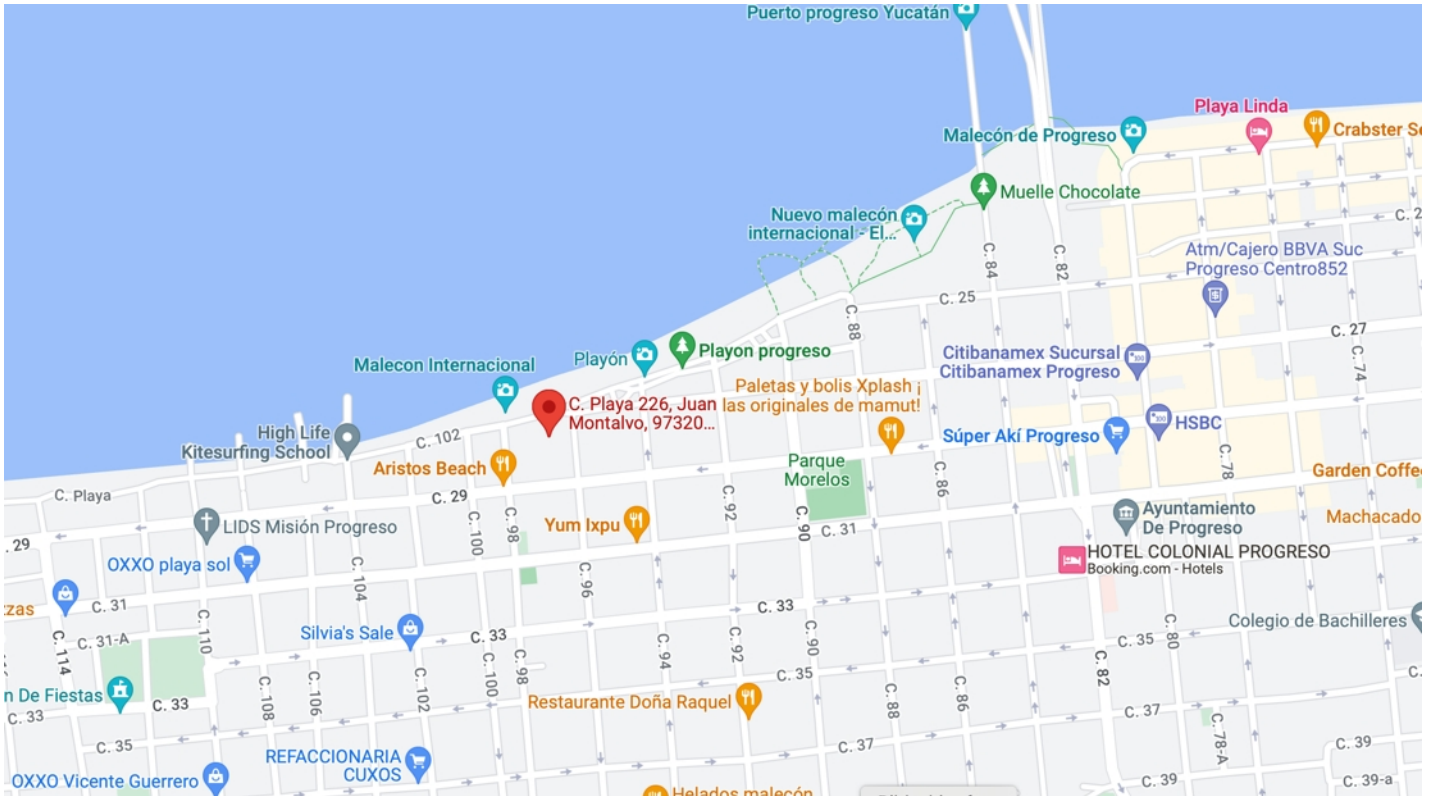 Puerto progreso Yucatán
Playa Linda
Malecón de Progreso
Crabster Se
Muelle Chocolate
Nuevo malecón
internacional - El...
C. 2
Atm/Cajero BBVA Suc
Progreso Centro852
C. 84
C. 82
C. 25
C. 88
C. 27
C. 74
Malecon Internacional
Playón
Playon progreso
Citibanamex Sucursal
Citibanamex Progreso
Paletas y bolis Xplash ¡
las originales de mamut!
C. Playa 226, Juan
Montalvo, 97320...
HSBC
High Life
Kitesurfing School
C. 102
Súper Akí Progreso
Aristos Beach
Parque
Morelos
C. 86
C. 78
Garden Coffe
C. Playa
C. 29
C. 92
C. 90
LIDS Misión Progreso
Yum Ixpu
C. 31
Ayuntamiento
De Progreso
Machacado
. 29
C. 100
C. 98
HOTEL COLONIAL PROGRESO
Booking.com - Hotels
OXXO playa sol
C. 104
C. 96
zas
C. 31
C. 33
C. 31-A
C. 110
Silvia's Sale
C. 33
C. 90
Colegio de Bachilleres
C. 114
C. 94
C. 92
C. 35
C. 80
C. 98
C. 100
C. 35
C. 82
C.
n De Fiestas
C. 33
C. 108
C. 106
C. 102
Restaurante Doña Raquel
C. 88
C. 86
C. 33
C. 37
C. 78-A
C. 35
C. 37
C. 39
REFACCIONARIA
CUXOS
OXXO Vicente Guerrero
C. 39
C. 39-a
Helados malecón